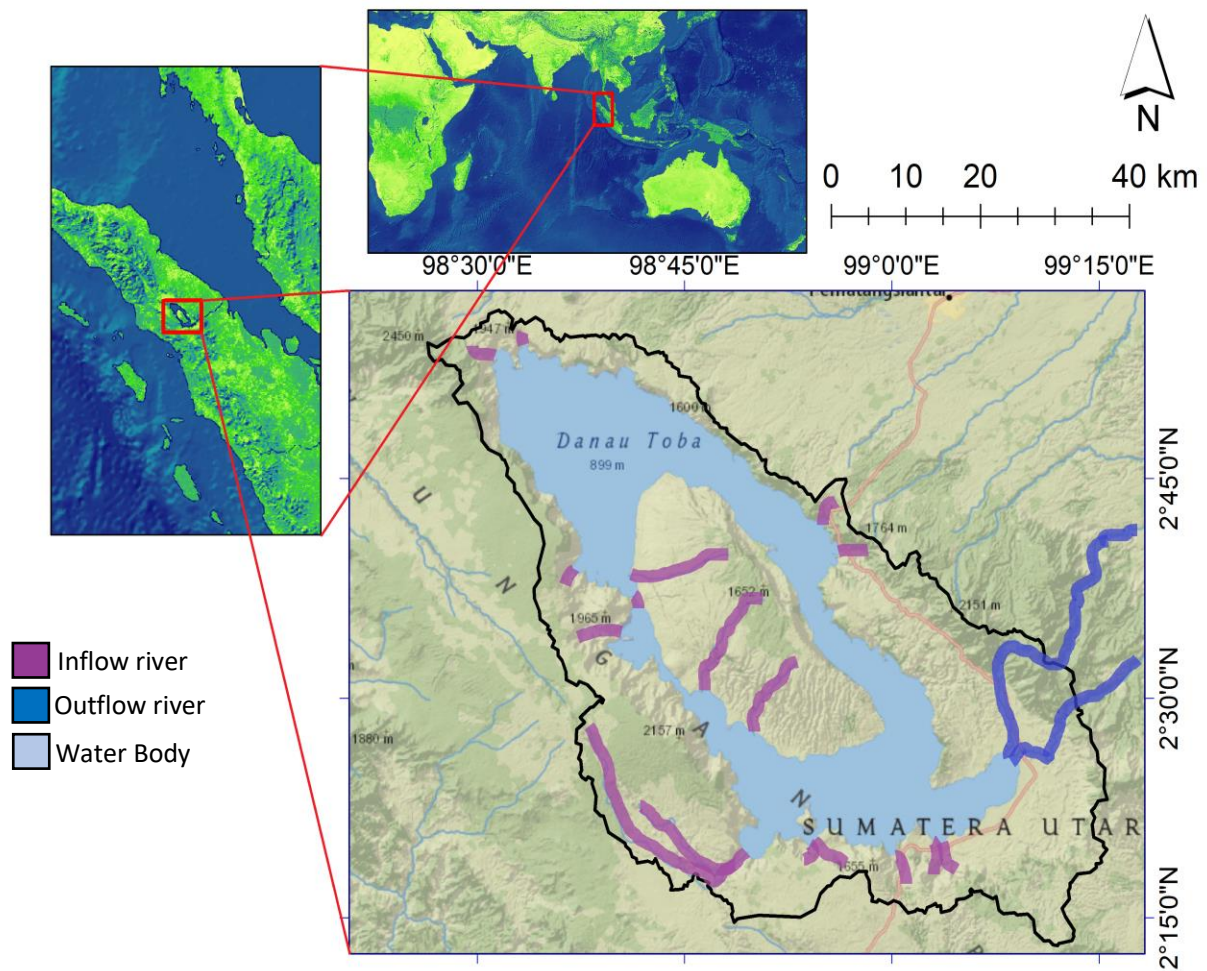 N
0 10 20 40 km
98°30'0"E 98°45'0"E 99°0'0"E 99°15'0"E
2450 m
1947 m
1600 m
Danau Toba
899 m
2°45'0"N
1764 m
U
N
1652 m
2151 m
1965 m
G
Inflow river
Outflow river
Water Body
2°30'0"N
2157 m
A
1880 m
N
SUMATERA UTAR
1655 m
2°15'0"N